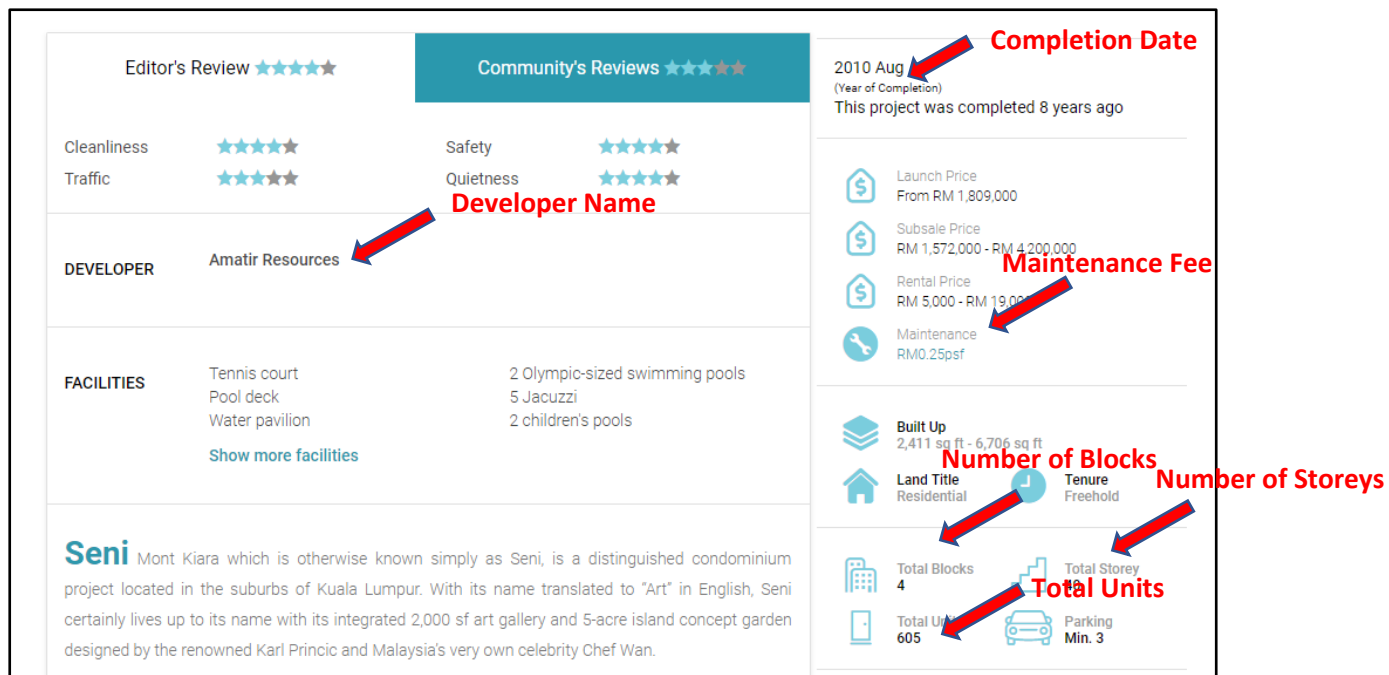 Completion Date
Editor's Review
Community's Reviews
2010 Aug
(Year of Completion)
This project was completed 8 years ago
Cleanliness
Safety
Traffic
Quietness
Developer Name
DEVELOPER
Amatir Resources
FACILITIES
Tennis court
Pool deck
Water pavilion
2 Olympic-sized swimming pools
5 Jacuzzi
2 children's pools
Show more facilities
Seni Mont Kiara which is otherwise known simply as Seni, is a distinguished condominium
project located in the suburbs of Kuala Lumpur. With its name translated to “Art” in English, Seni
certainly lives up to its name with its integrated 2,000 sf art gallery and 5-acre island concept garden
designed by the renowned Karl Princic and Malaysia's very own celebrity Chef Wan.
Launch Price
From RM 1,809,000
Subsale Price
RM 1,572,000 - RM 4,200,000
Maintenance Fee
Rental Price
RM 5,000 - RM
Maintenance
RM0.25psf
Built Up
2,411 sq ft - 6,706 sq ft
Number of Blocks
Number of Storeys
Land Title
Residential
Tenure
Freehold
Total Blocks
4
Total Storey
40
Total Units
Total
605
Parking
Min. 3